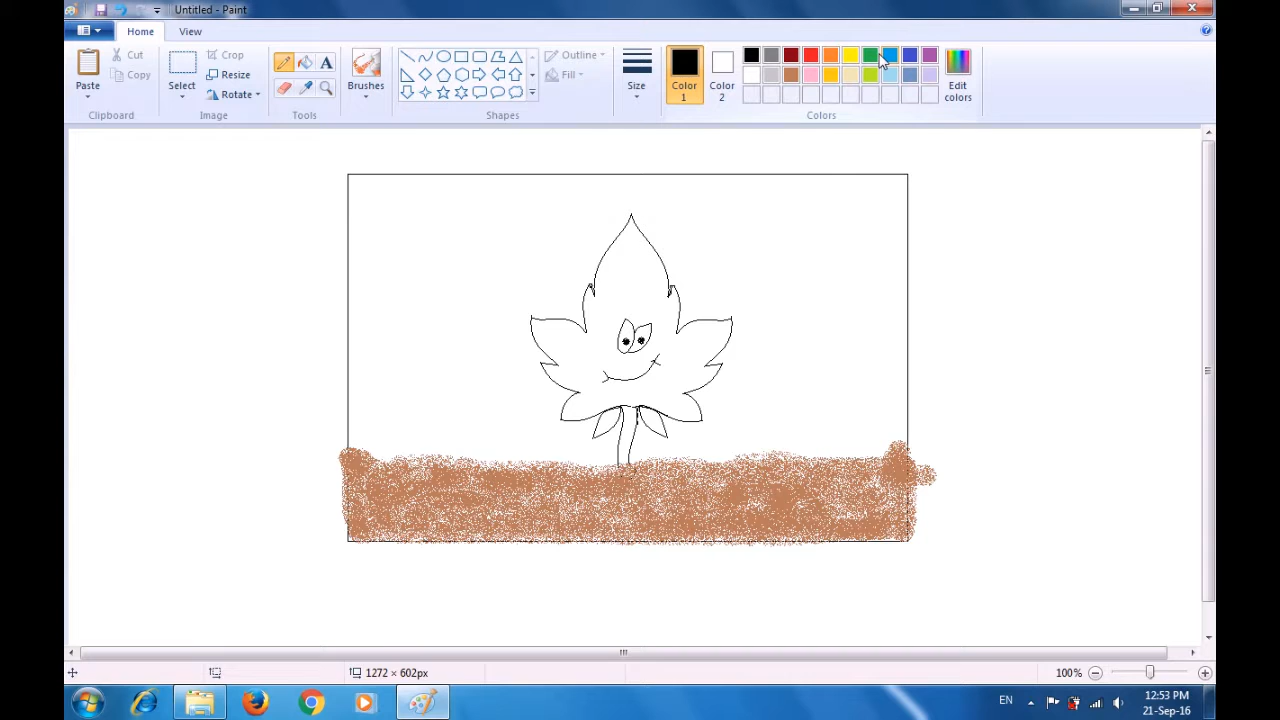 Untitled - Paint
Home View
Paste
Cut
Copy
Clipboard
Select
Crop
Resize
Rotate
Image
A
Tools
Brushes
Outline
Fill
Shapes
Size
Color 1
Color 2
Edit colors
Colors
1272 × 602px
100%
EN
12:53 PM
21-Sep-16